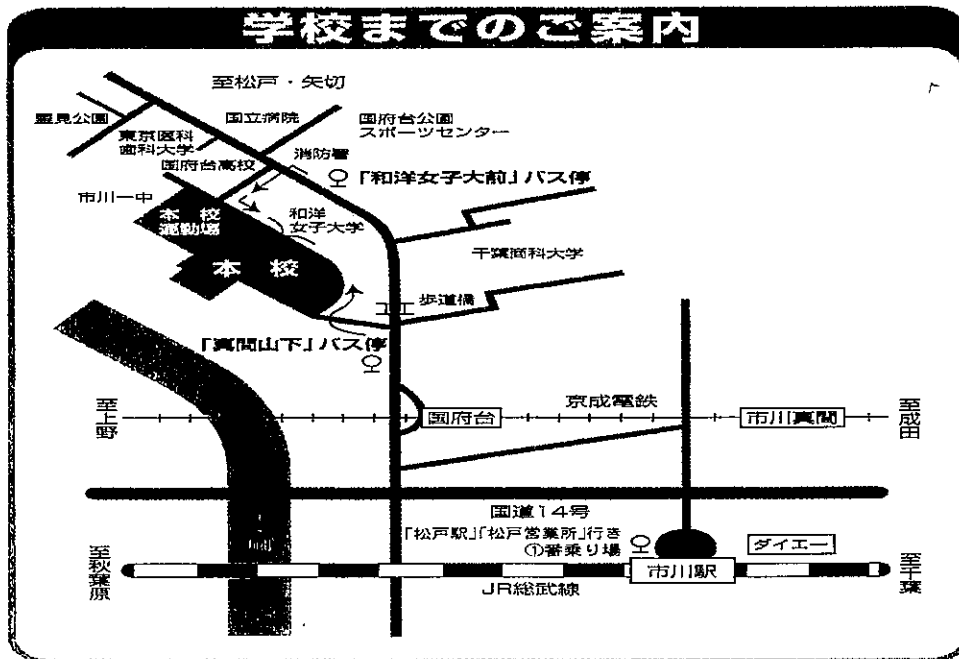 学校までのご案内
至松戸・矢切
里見公園
国立病院
国府台公園
スポーツセンター
東京医科
歯科大学
消防署
国府台高校
「和洋女子大前」バス停
市川一中
本校
運動場
和洋
女子大学
千葉商科大学
本校
歩道橋
「真間山下」バス停
至上野
国府台
京成電鉄
市川真間
至成田
国道14号
「松戸駅」「松戸営業所」行き
①番乗り場
ダイエー
至秋葉原
市川駅
至千葉
JR総武線